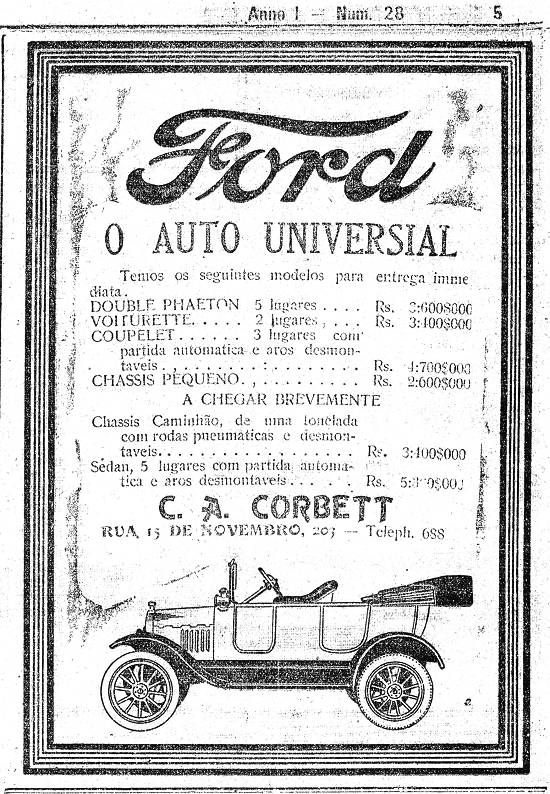 Anno I — Num. 28 5
Ford
O AUTO UNIVERSIAL
Temos os seguintes modelos para entrega imme
diata.
DOUBLE PHAETON 5 lugares .... Rs. 3:600$000
VOITURETTE..... 2 lugares, ... Rs. 3:400$000
COUPELET...... 3 lugares com
partida automatica e aros desmon-
taveis .................. Rs. 4:700$000
CHASSIS PEQUENO. , ........ Rs. 2:600$000
A CHEGAR BREVEMENTE
Chassis Caminhão, de uma tonelada
com rodas pneumáticas e desmon-
taveis.................. Rs. 3:400$000
Sedan, 5 lugares com partida automa-
tica e aros desmontaveis...... Rs.
C. A. CORBETT
RUA 15 DE NOVEMBRO, 203 — Teleph. 688